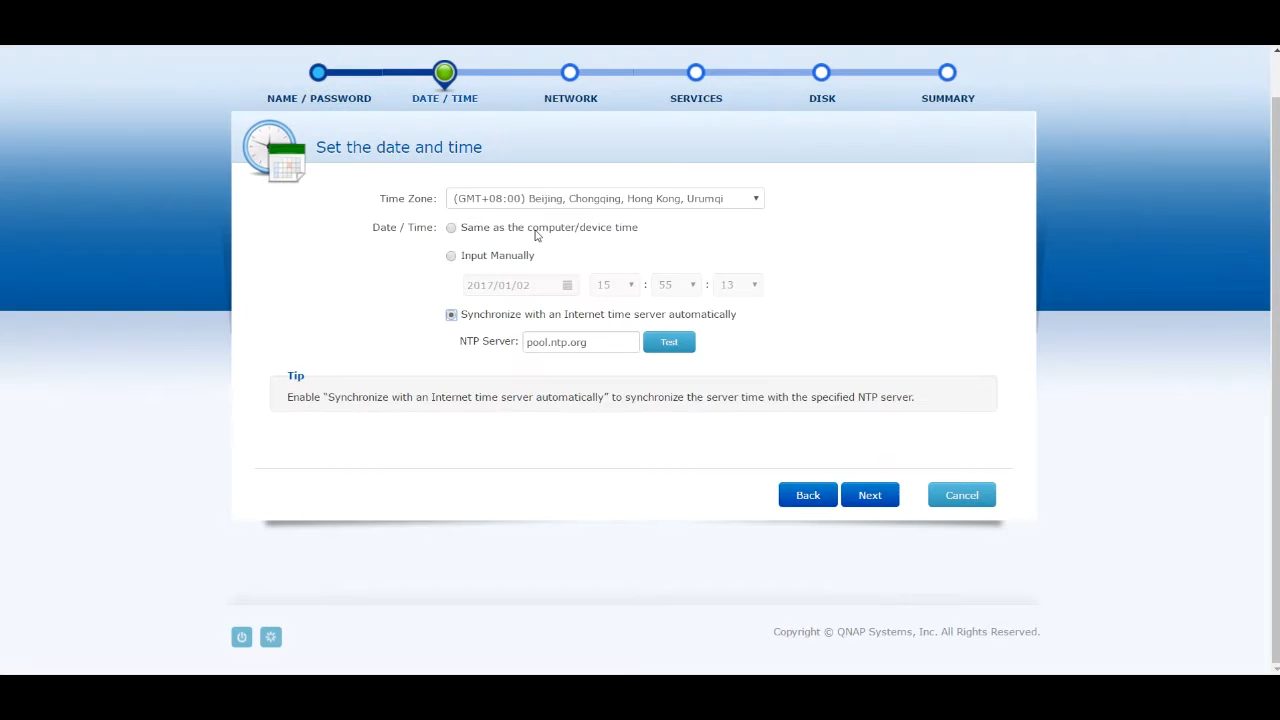 NAME / PASSWORD DATE / TIME NETWORK SERVICES DISK SUMMARY
Set the date and time
Time Zone: (GMT+08:00) Beijing, Chongqing, Hong Kong, Urumqi
Date / Time: Same as the computer/device time
Input Manually
2017/01/02 15 : 55 : 13
Synchronize with an Internet time server automatically
NTP Server: pool.ntp.org Test
Tip
Enable “Synchronize with an Internet time server automatically” to synchronize the server time with the specified NTP server.
Back Next Cancel
Copyright © QNAP Systems, Inc. All Rights Reserved.